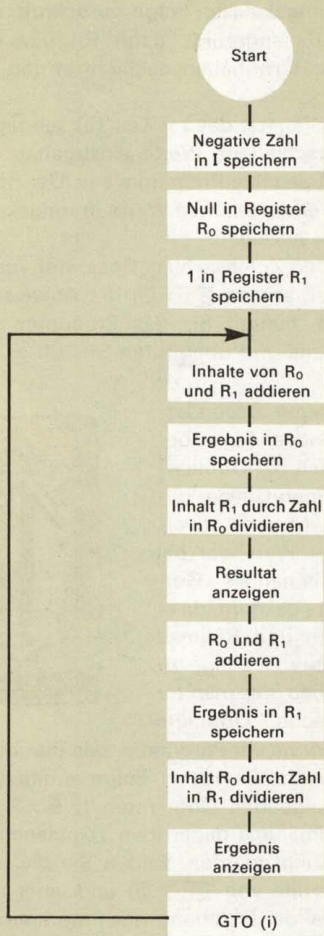 Start
Negative Zahl
in I speichern
Null in Register
R₀ speichern
1 in Register R₁
speichern
Inhalte von R₀
und R₁ addieren
Ergebnis in R₀
speichern
Inhalt R₁ durch Zahl
in R₀ dividieren
Resultat
anzeigen
R₀ und R₁
addieren
Ergebnis in R₁
speichern
Inhalt R₀ durch Zahl
in R₁ dividieren
Ergebnis
anzeigen
GTO (i)